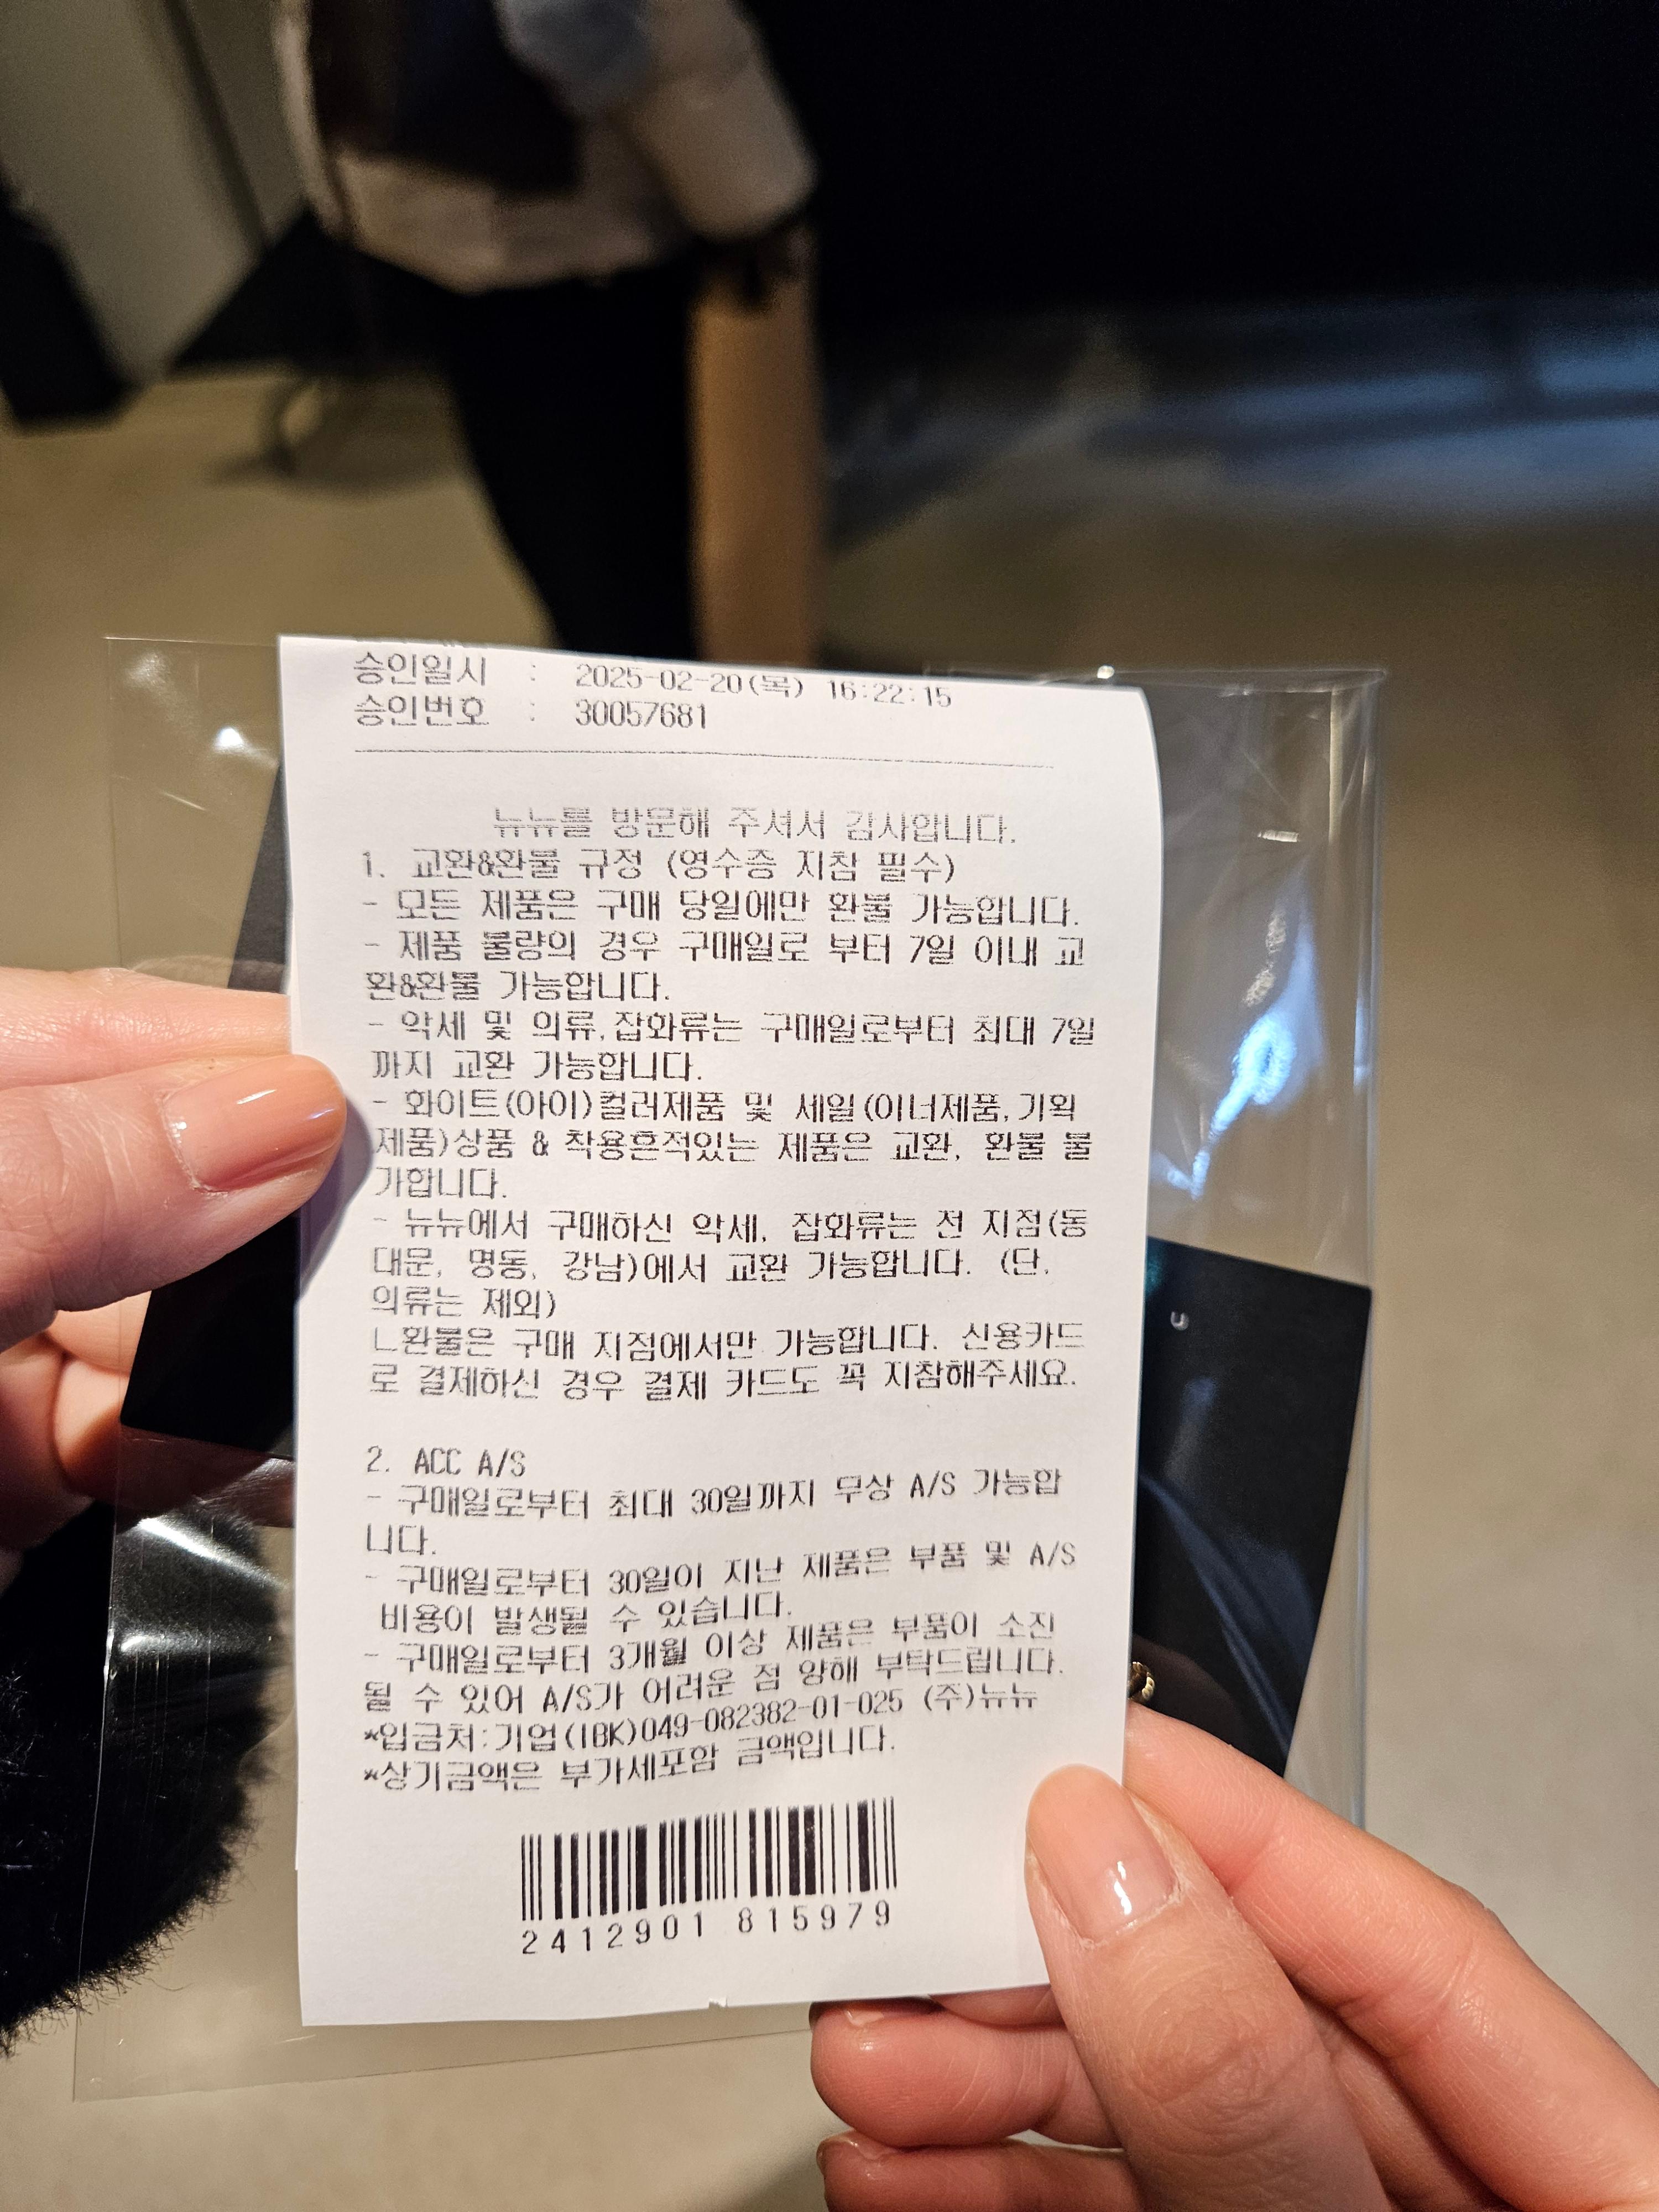 승인일시 : 2025-02-20(목) 16:22:15
승인번호 : 30057681
뉴뉴를 방문해 주셔서 감사합니다.
1. 교환&환불 규정 (영수증 지참 필수)
- 모든 제품은 구매 당일에만 환불 가능합니다.
- 제품 불량의 경우 구매일로 부터 7일 이내 교
환&환불 가능합니다.
- 악세 및 의류,잡화류는 구매일로부터 최대 7일
까지 교환 가능합니다.
- 화이트(아이)컬러제품 및 세일(이너제품,기획
제품)상품 & 착용흔적있는 제품은 교환, 환불 불
가합니다.
- 뉴뉴에서 구매하신 악세, 잡화류는 전 지점(동
대문, 명동, 강남)에서 교환 가능합니다. (단,
의류는 제외)
ㄴ환불은 구매 지점에서만 가능합니다. 신용카드
로 결제하신 경우 결제 카드도 꼭 지참해주세요.
2. ACC A/S
- 구매일로부터 최대 30일까지 무상 A/S 가능합
니다.
- 구매일로부터 30일이 지난 제품은 부품 및 A/S
비용이 발생될 수 있습니다.
- 구매일로부터 3개월 이상 제품은 부품이 소진
될 수 있어 A/S가 어려운 점 양해 부탁드립니다.
*입금처:기업(IBK)049-082382-01-025 (주)뉴뉴
*상기금액은 부가세포함 금액입니다.
2412901 815979